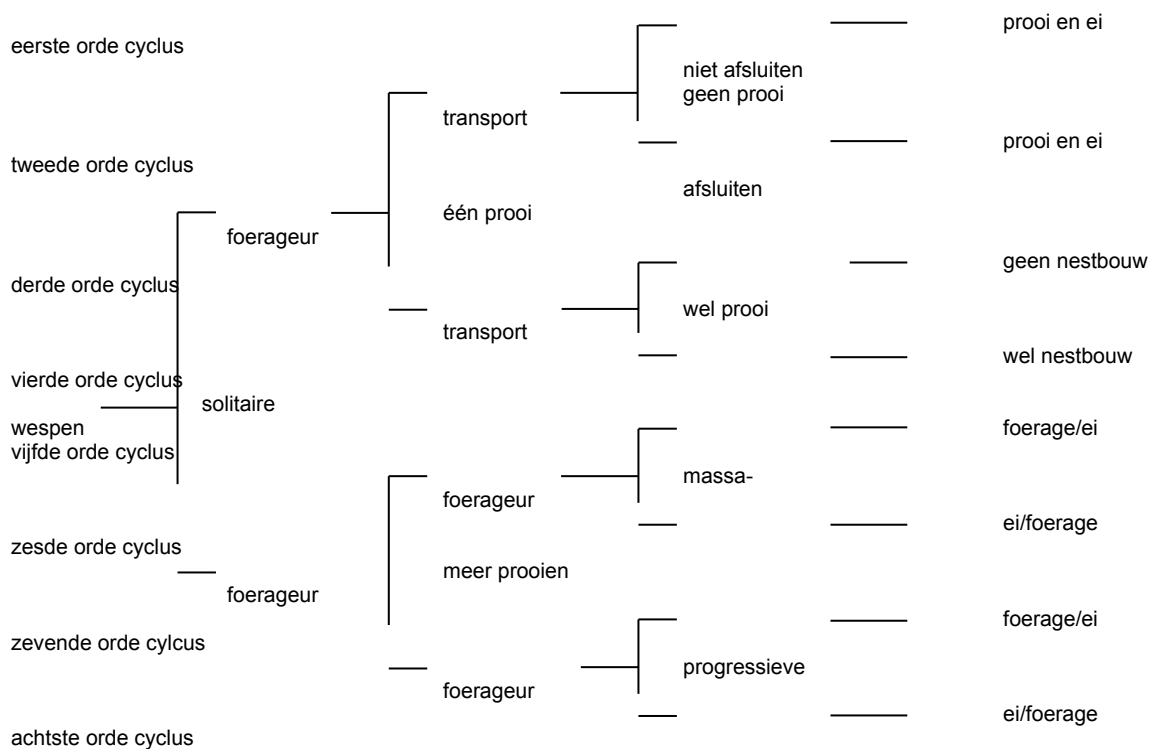 prooi en ei
eerste orde cyclus
niet afsluiten
geen prooi
transport
prooi en ei
tweede orde cyclus
afsluiten
één prooi
foerageur
geen nestbouw
derde orde cyclus
wel prooi
transport
wel nestbouw
vierde orde cyclus
solitaire
wespen
foerage/ei
vijfde orde cyclus
massa-
foerageur
ei/foerage
zesde orde cyclus
meer prooien
foerageur
foerage/ei
zevende orde cylcus
progressieve
foerageur
ei/foerage
achtste orde cyclus